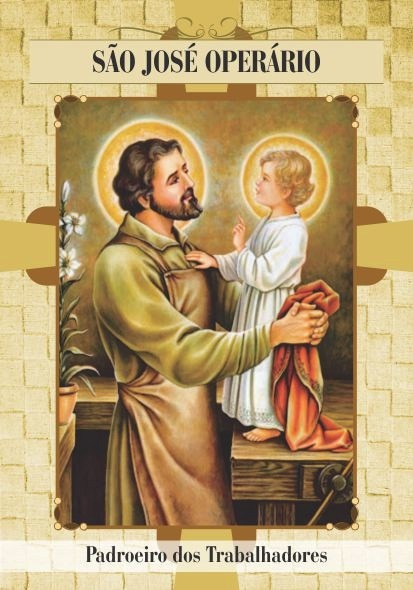 SÃO JOSÉ OPERÁRIO
Padroeiro dos Trabalhadores